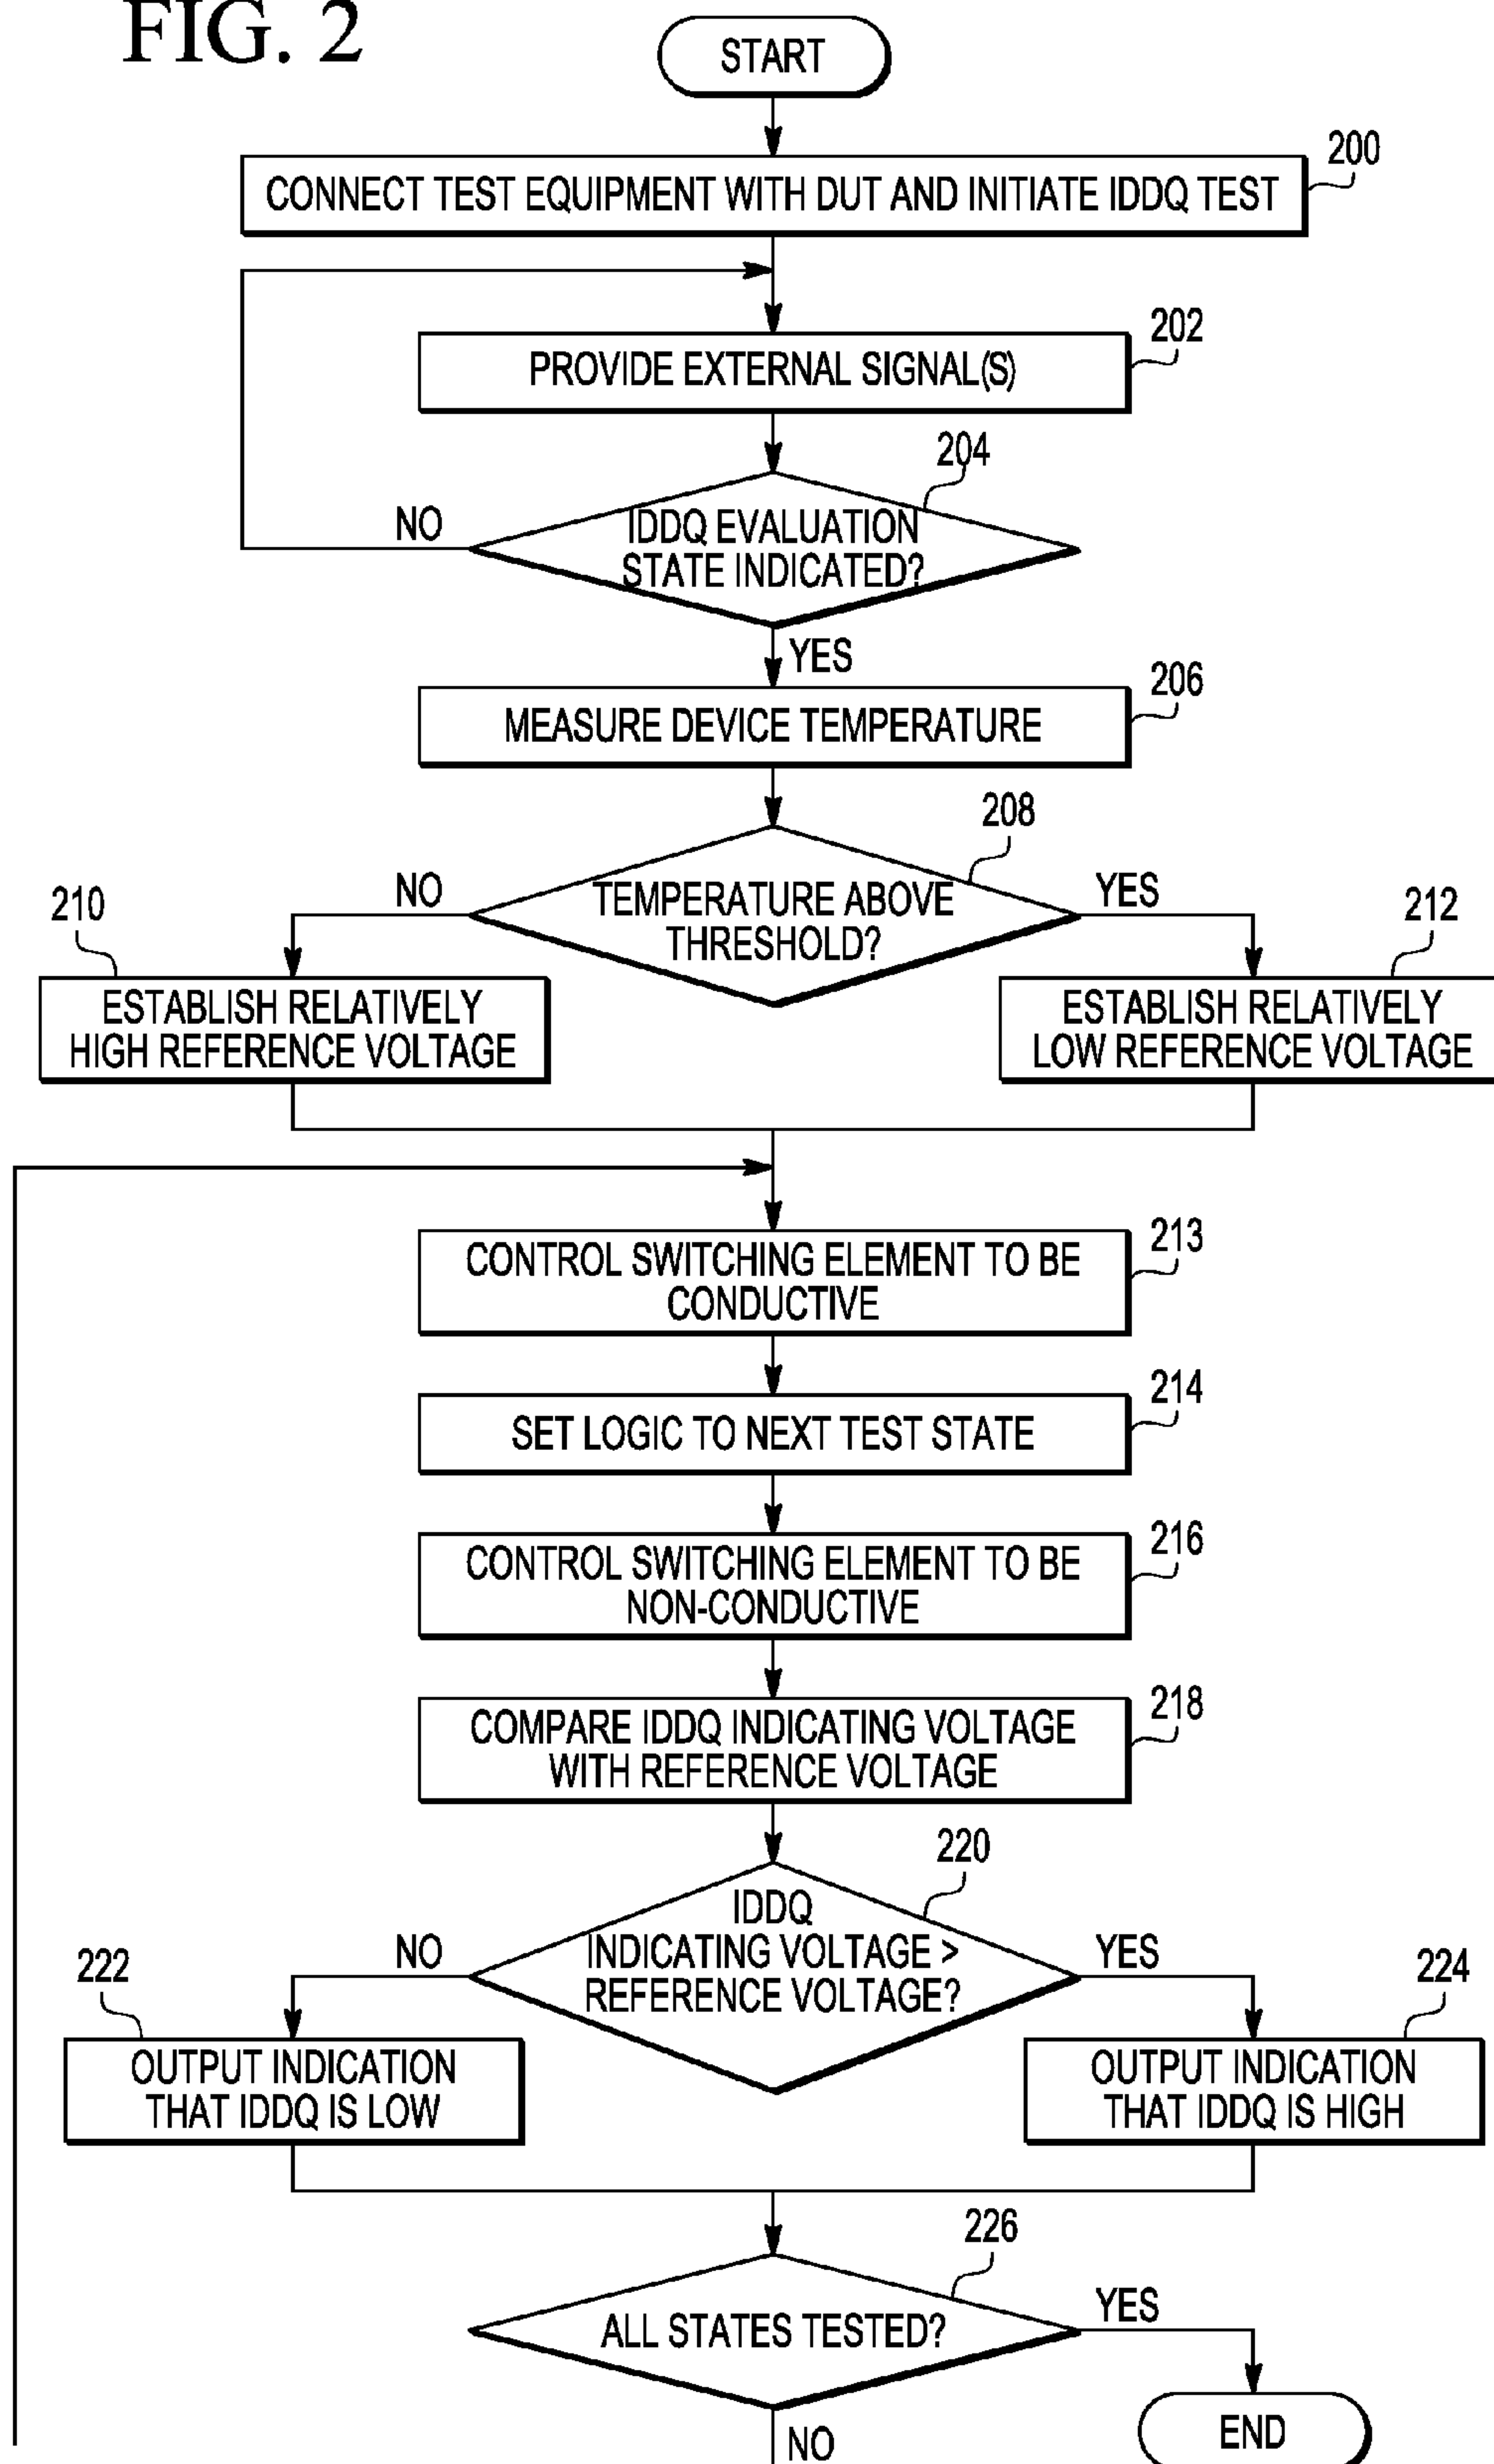 FIG. 2
START
200
CONNECT TEST EQUIPMENT WITH DUT AND INITIATE IDDQ TEST
202
PROVIDE EXTERNAL SIGNAL(S)
204
NO
IDDQ EVALUATION
STATE INDICATED?
YES
206
MEASURE DEVICE TEMPERATURE
208
NO
TEMPERATURE ABOVE
THRESHOLD?
YES
210
212
ESTABLISH RELATIVELY
HIGH REFERENCE VOLTAGE
ESTABLISH RELATIVELY
LOW REFERENCE VOLTAGE
213
CONTROL SWITCHING ELEMENT TO BE
CONDUCTIVE
214
SET LOGIC TO NEXT TEST STATE
216
CONTROL SWITCHING ELEMENT TO BE
NON-CONDUCTIVE
218
COMPARE IDDQ INDICATING VOLTAGE
WITH REFERENCE VOLTAGE
220
NO
IDDQ
INDICATING VOLTAGE >
REFERENCE VOLTAGE?
YES
222
224
OUTPUT INDICATION
THAT IDDQ IS LOW
OUTPUT INDICATION
THAT IDDQ IS HIGH
226
ALL STATES TESTED?
YES
NO
END